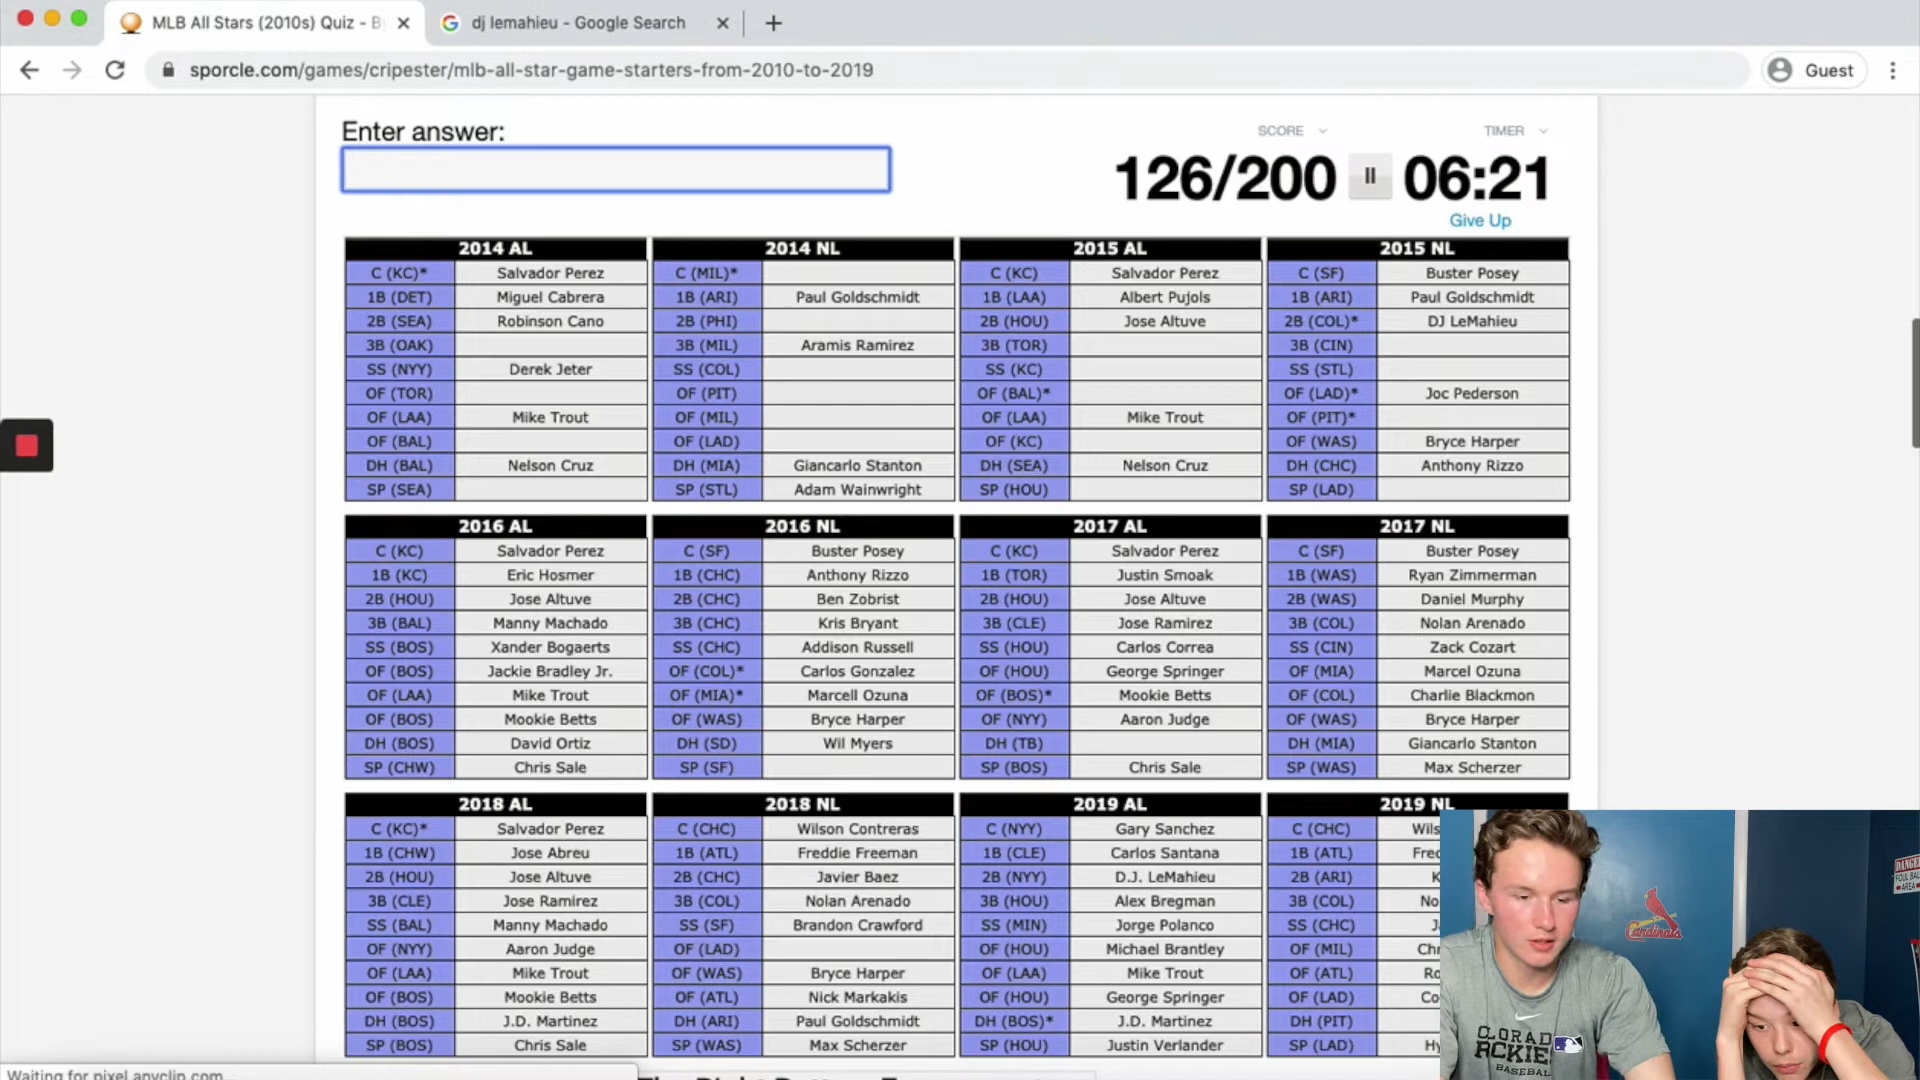 MLB All Stars (2010s) Quiz - By
dj lemahieu - Google Search
sporcle.com/games/cripester/mlb-all-star-game-starters-from-2010-to-2019
Guest
Enter answer:
SCORE
TIMER
126/200
06:21
Give Up
2014 AL
C (KC)* Salvador Perez
1B (DET) Miguel Cabrera
2B (SEA) Robinson Cano
3B (OAK)
SS (NYY) Derek Jeter
OF (TOR)
OF (LAA) Mike Trout
OF (BAL)
DH (BAL) Nelson Cruz
SP (SEA)
2014 NL
C (MIL)*
1B (ARI) Paul Goldschmidt
2B (PHI)
3B (MIL) Aramis Ramirez
SS (COL)
OF (PIT)
OF (MIL)
OF (LAD)
DH (MIA) Giancarlo Stanton
SP (STL) Adam Wainwright
2015 AL
C (KC) Salvador Perez
1B (LAA) Albert Pujols
2B (HOU) Jose Altuve
3B (TOR)
SS (KC)
OF (BAL)*
OF (LAA) Mike Trout
OF (KC)
DH (SEA) Nelson Cruz
SP (HOU)
2015 NL
C (SF) Buster Posey
1B (ARI) Paul Goldschmidt
2B (COL)* DJ LeMahieu
3B (CIN)
SS (STL)
OF (LAD)* Joc Pederson
OF (PIT)*
OF (WAS) Bryce Harper
DH (CHC) Anthony Rizzo
SP (LAD)
2016 AL
C (KC) Salvador Perez
1B (KC) Eric Hosmer
2B (HOU) Jose Altuve
3B (BAL) Manny Machado
SS (BOS) Xander Bogaerts
OF (BOS) Jackie Bradley Jr.
OF (LAA) Mike Trout
OF (BOS) Mookie Betts
DH (BOS) David Ortiz
SP (CHW) Chris Sale
2016 NL
C (SF) Buster Posey
1B (CHC) Anthony Rizzo
2B (CHC) Ben Zobrist
3B (CHC) Kris Bryant
SS (CHC) Addison Russell
OF (COL)* Carlos Gonzalez
OF (MIA)* Marcell Ozuna
OF (WAS) Bryce Harper
DH (SD) Wil Myers
SP (SF)
2017 AL
C (KC) Salvador Perez
1B (TOR) Justin Smoak
2B (HOU) Jose Altuve
3B (CLE) Jose Ramirez
SS (HOU) Carlos Correa
OF (HOU) George Springer
OF (BOS)* Mookie Betts
OF (NYY) Aaron Judge
DH (TB)
SP (BOS) Chris Sale
2017 NL
C (SF) Buster Posey
1B (WAS) Ryan Zimmerman
2B (WAS) Daniel Murphy
3B (COL) Nolan Arenado
SS (CIN) Zack Cozart
OF (MIA) Marcel Ozuna
OF (COL) Charlie Blackmon
OF (WAS) Bryce Harper
DH (MIA) Giancarlo Stanton
SP (WAS) Max Scherzer
2018 AL
C (KC)* Salvador Perez
1B (CHW) Jose Abreu
2B (HOU) Jose Altuve
3B (CLE) Jose Ramirez
SS (BAL) Manny Machado
OF (NYY) Aaron Judge
OF (LAA) Mike Trout
OF (BOS) Mookie Betts
DH (BOS) J.D. Martinez
SP (BOS) Chris Sale
2018 NL
C (CHC) Wilson Contreras
1B (ATL) Freddie Freeman
2B (CHC) Javier Baez
3B (COL) Nolan Arenado
SS (SF) Brandon Crawford
OF (LAD)
OF (WAS) Bryce Harper
OF (ATL) Nick Markakis
DH (ARI) Paul Goldschmidt
SP (WAS) Max Scherzer
2019 AL
C (NYY) Gary Sanchez
1B (CLE) Carlos Santana
2B (NYY) D.J. LeMahieu
3B (HOU) Alex Bregman
SS (MIN) Jorge Polanco
OF (HOU) Michael Brantley
OF (LAA) Mike Trout
OF (HOU) George Springer
DH (BOS)* J.D. Martinez
SP (HOU) Justin Verlander
2019 NL
C (CHC) Wils
1B (ATL) Fred
2B (ARI) K
3B (COL) No
SS (CHC) J
OF (MIL) Chr
OF (ATL) Ro
OF (LAD) Co
DH (PIT)
SP (LAD) Hy
Cardinals
DANGER
FOUL BALL
AREA
CLORAD
RCKIE
BASEBAL
Waiting for pixel.anyclip.com...